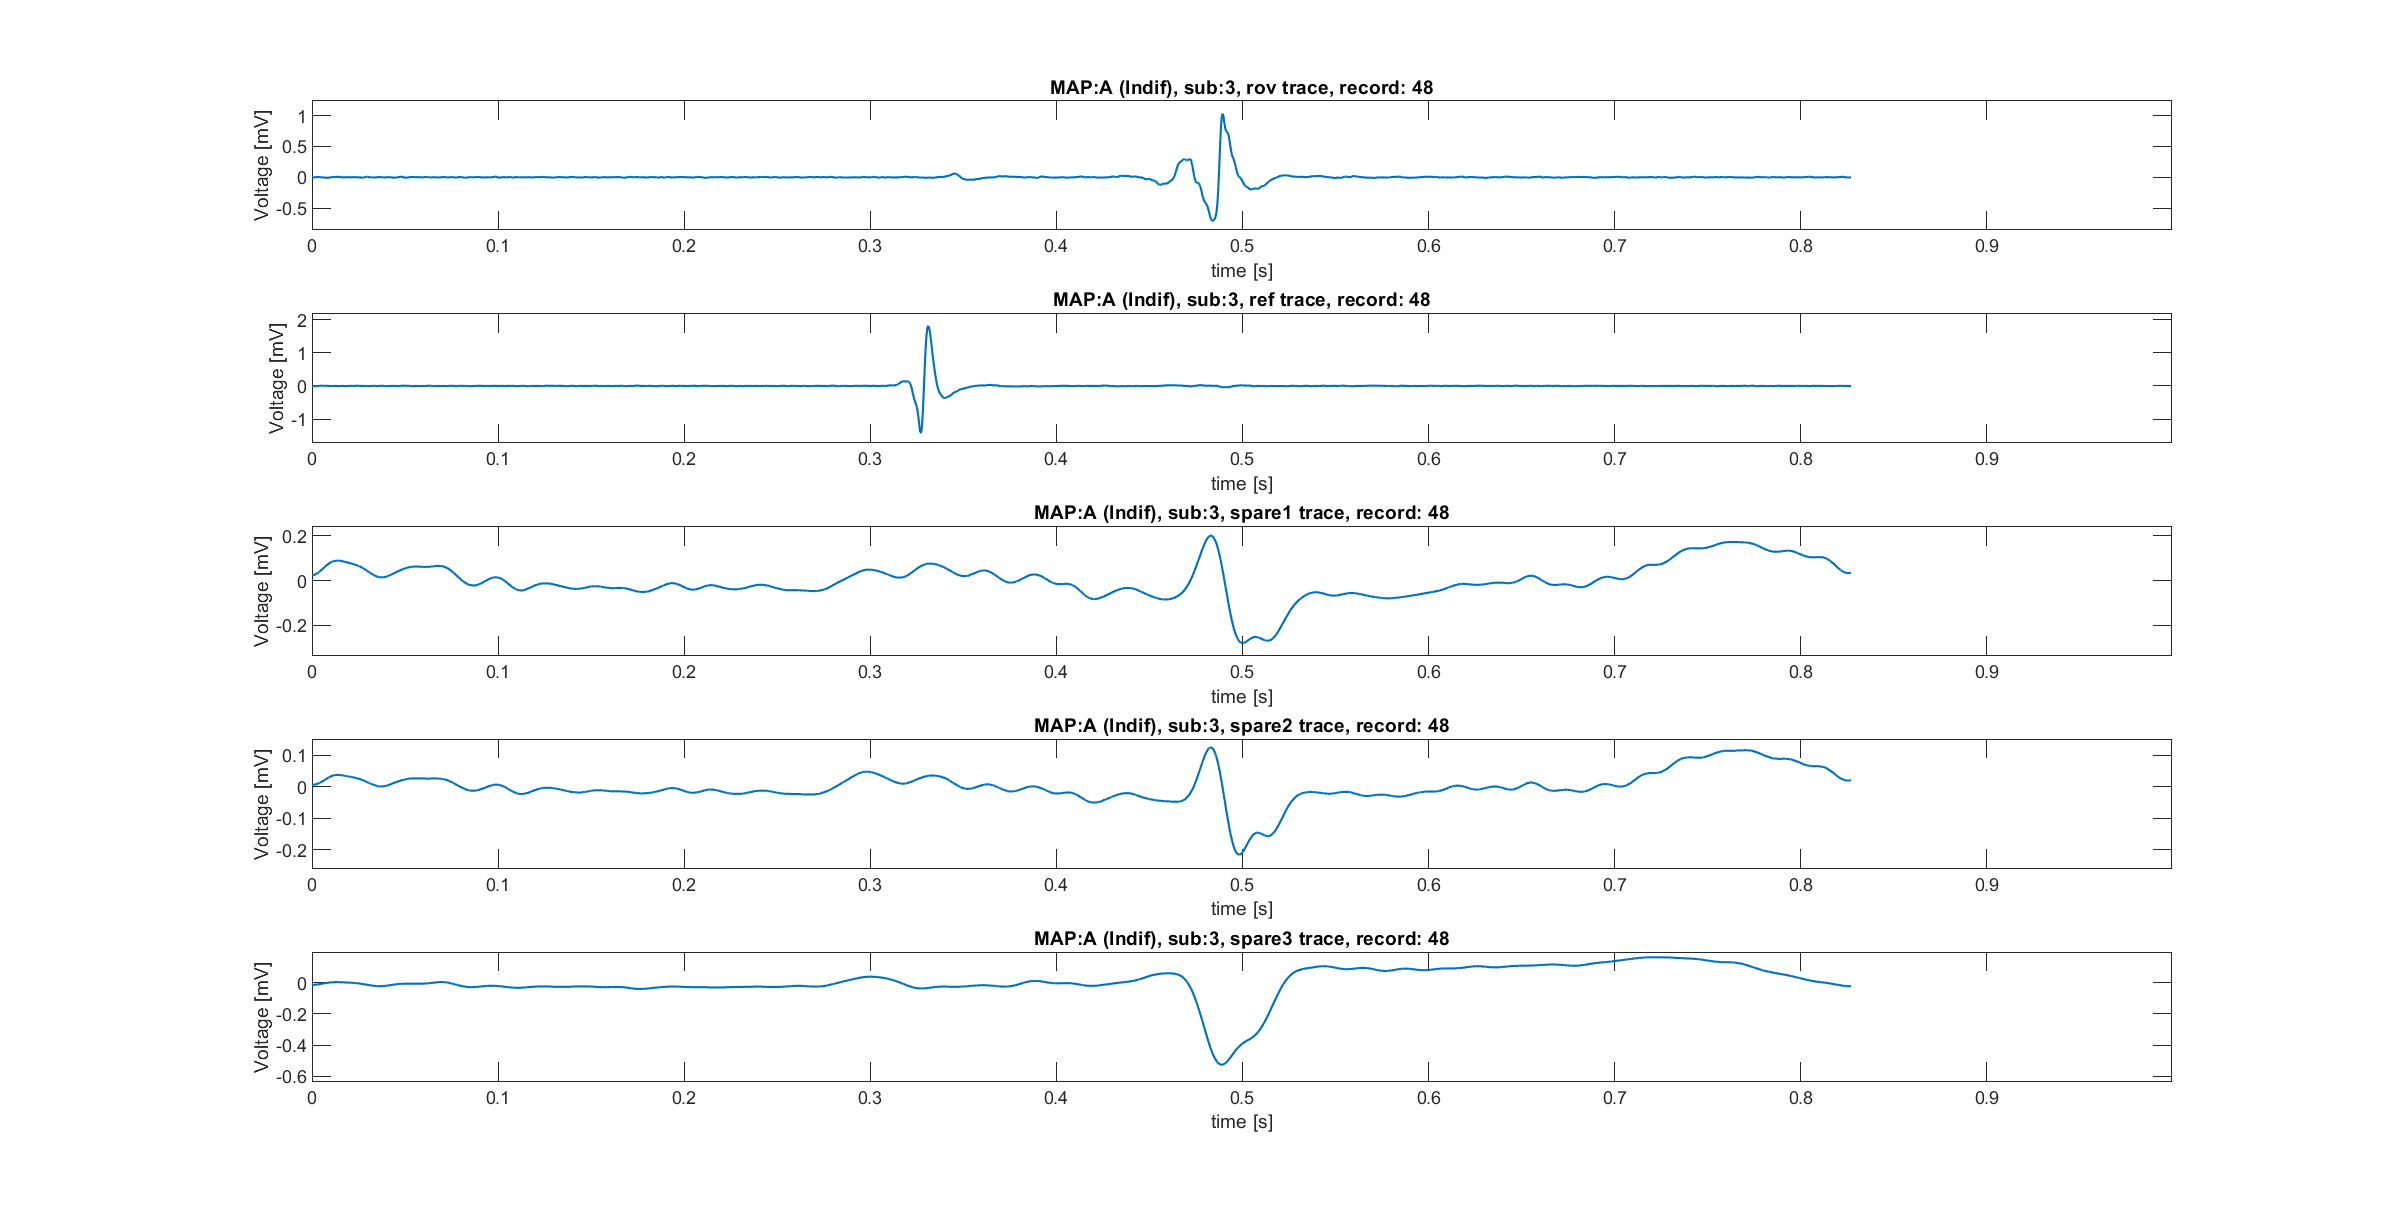 MAP:A (Indif), sub:3, rov trace, record: 48
Voltage [mV]
1
0.5
0
-0.5
0 0.1 0.2 0.3 0.4 0.5 0.6 0.7 0.8 0.9
time [s]
MAP:A (Indif), sub:3, ref trace, record: 48
Voltage [mV]
2
1
0
-1
0 0.1 0.2 0.3 0.4 0.5 0.6 0.7 0.8 0.9
time [s]
MAP:A (Indif), sub:3, spare1 trace, record: 48
Voltage [mV]
0.2
0
-0.2
0 0.1 0.2 0.3 0.4 0.5 0.6 0.7 0.8 0.9
time [s]
MAP:A (Indif), sub:3, spare2 trace, record: 48
Voltage [mV]
0.1
0
-0.1
-0.2
0 0.1 0.2 0.3 0.4 0.5 0.6 0.7 0.8 0.9
time [s]
MAP:A (Indif), sub:3, spare3 trace, record: 48
Voltage [mV]
0
-0.2
-0.4
-0.6
0 0.1 0.2 0.3 0.4 0.5 0.6 0.7 0.8 0.9
time [s]